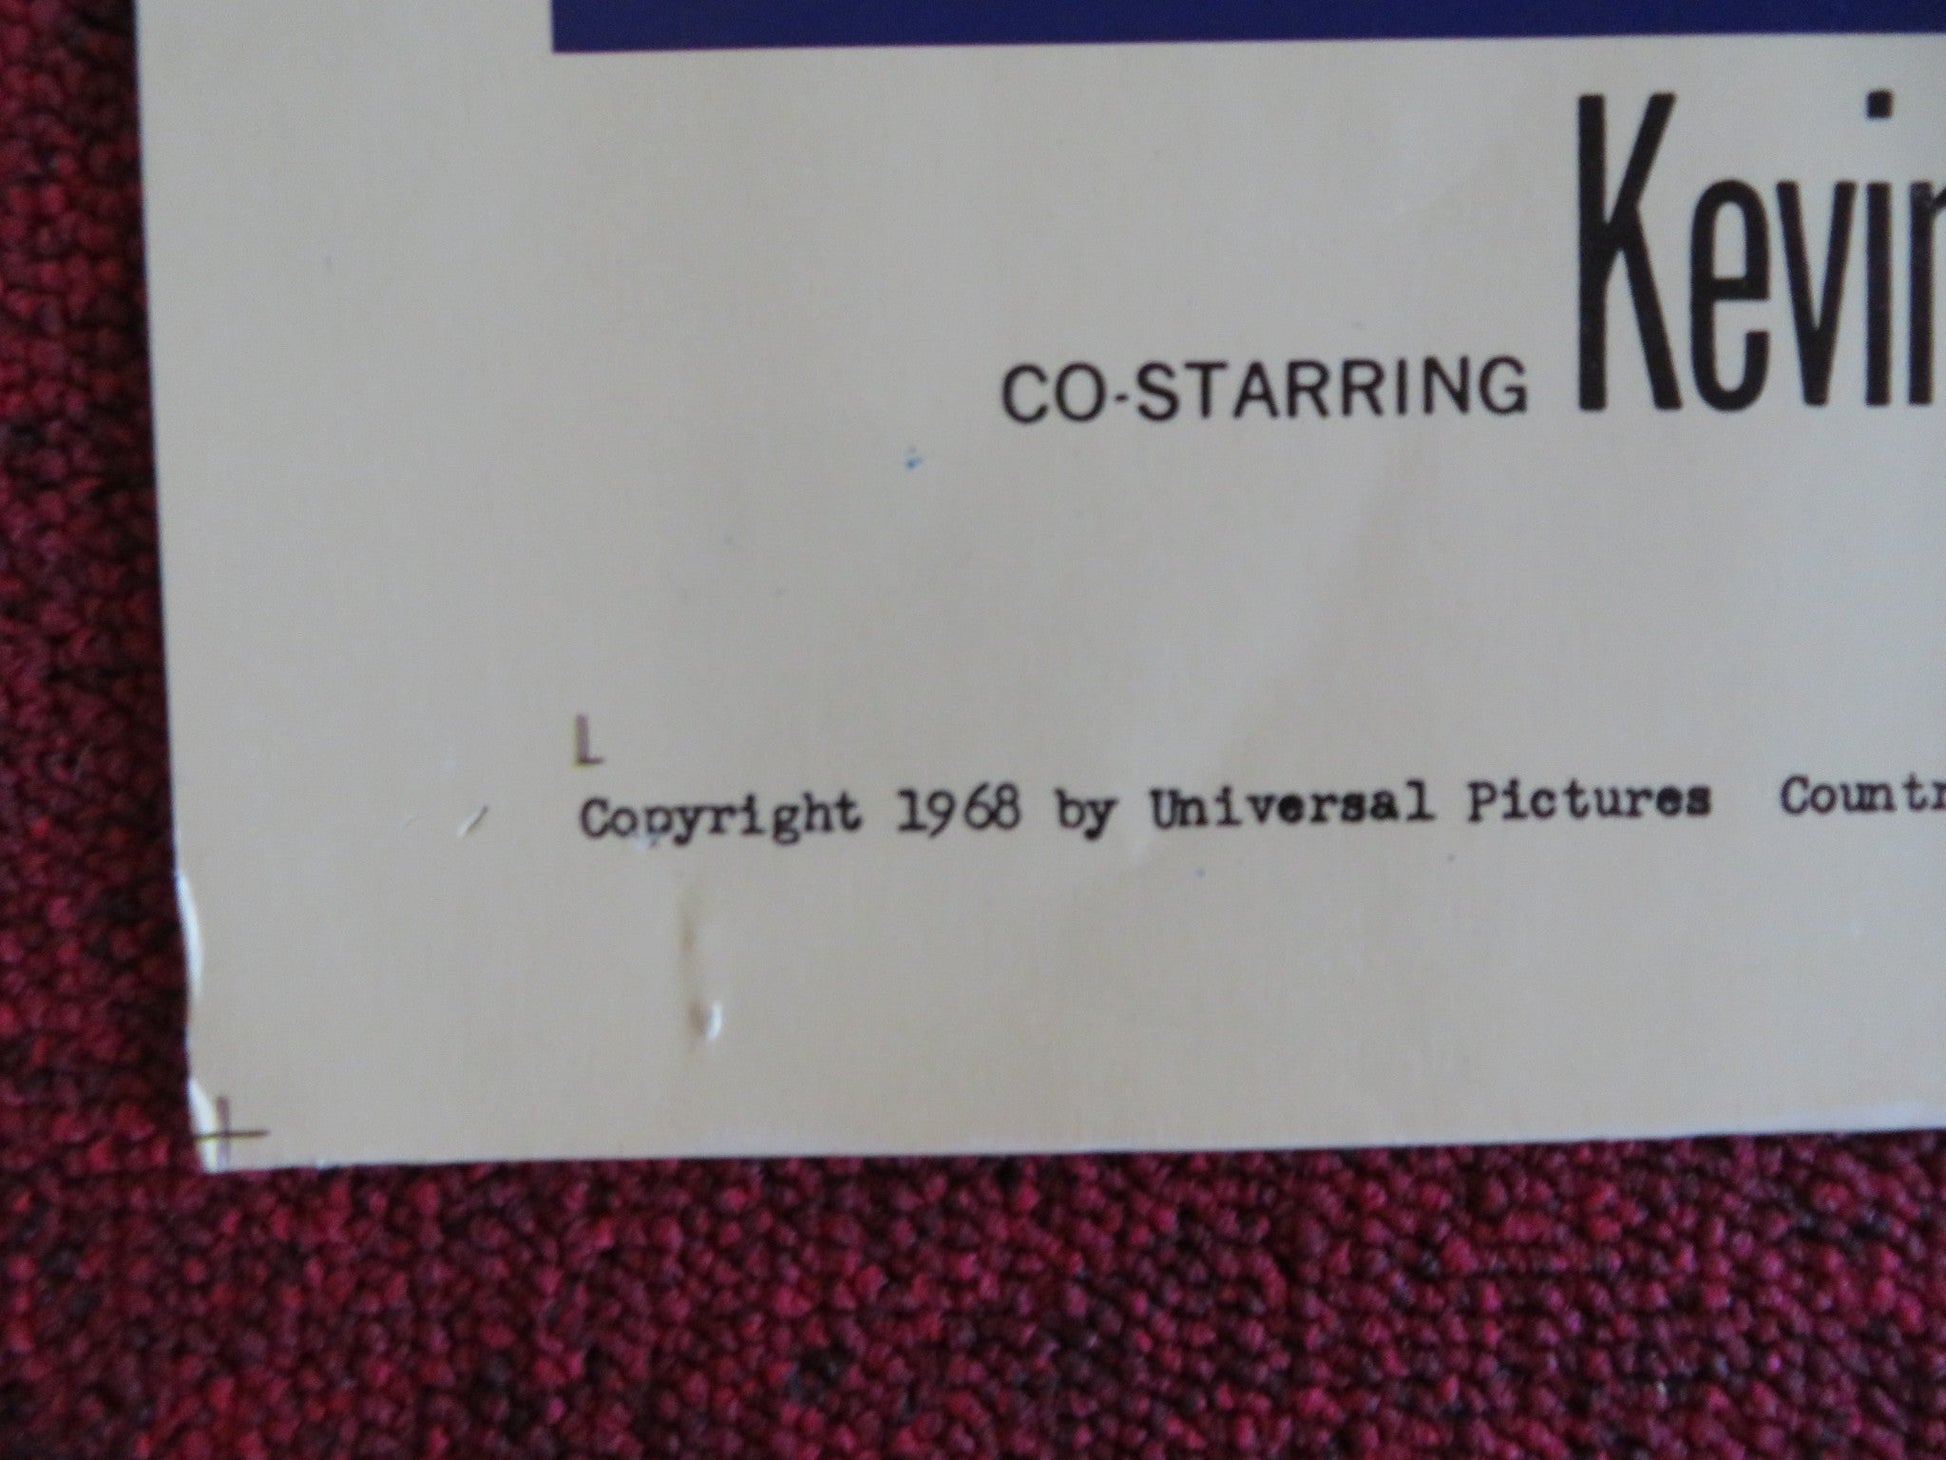 CO-STARRING Kevin
L
Copyright 1968 by Universal Pictures